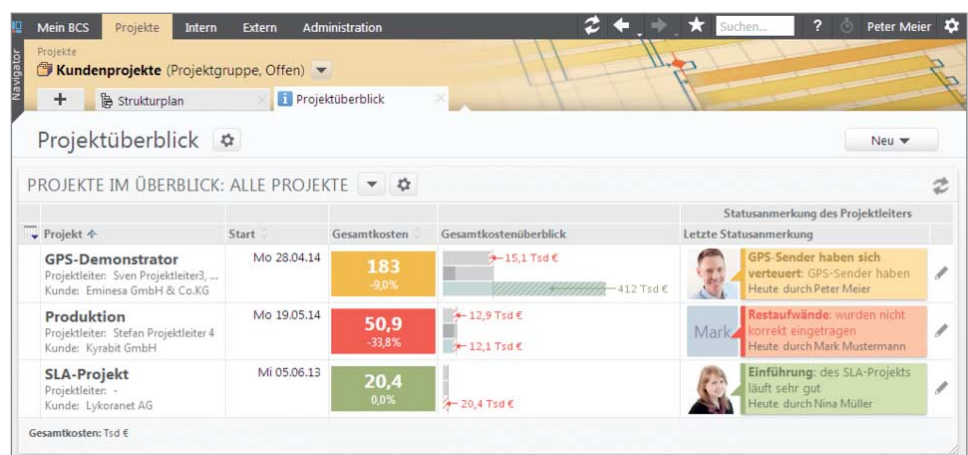 Mein BCS Projekte Intern Extern Administration Suchen... ? Peter Meier
Navigator
Projekte
Kundenprojekte (Projektgruppe, Offen)
+ Strukturplan Projektüberblick
Projektüberblick Neu
PROJEKTE IM ÜBERBLICK: ALLE PROJEKTE
Statusanmerkung des Projektleiters
Projekt Start Gesamtkosten Gesamtkostenüberblick Letzte Statusanmerkung
GPS-Demonstrator Mo 28.04.14 183 15,1 Tsd € GPS-Sender haben sich
Projektleiter: Sven Projektleiter3, ... -9,0% verteuert: GPS-Sender haben
Kunde: Eminesa GmbH & Co.KG 412 Tsd € Heute durch Peter Meier
Produktion Mo 19.05.14 50,9 12,9 Tsd € Restaufwände: wurden nicht
Projektleiter: Stefan Projektleiter 4 -33,8% Mark korrekt eingetragen
Kunde: Kyrabit GmbH 12,1 Tsd € Heute durch Mark Mustermann
SLA-Projekt Mi 05.06.13 20,4 Einführung: des SLA-Projekts
Projektleiter: - 0,0% läuft sehr gut
Kunde: Lykoranet AG 20,4 Tsd € Heute durch Nina Müller
Gesamtkosten: Tsd €